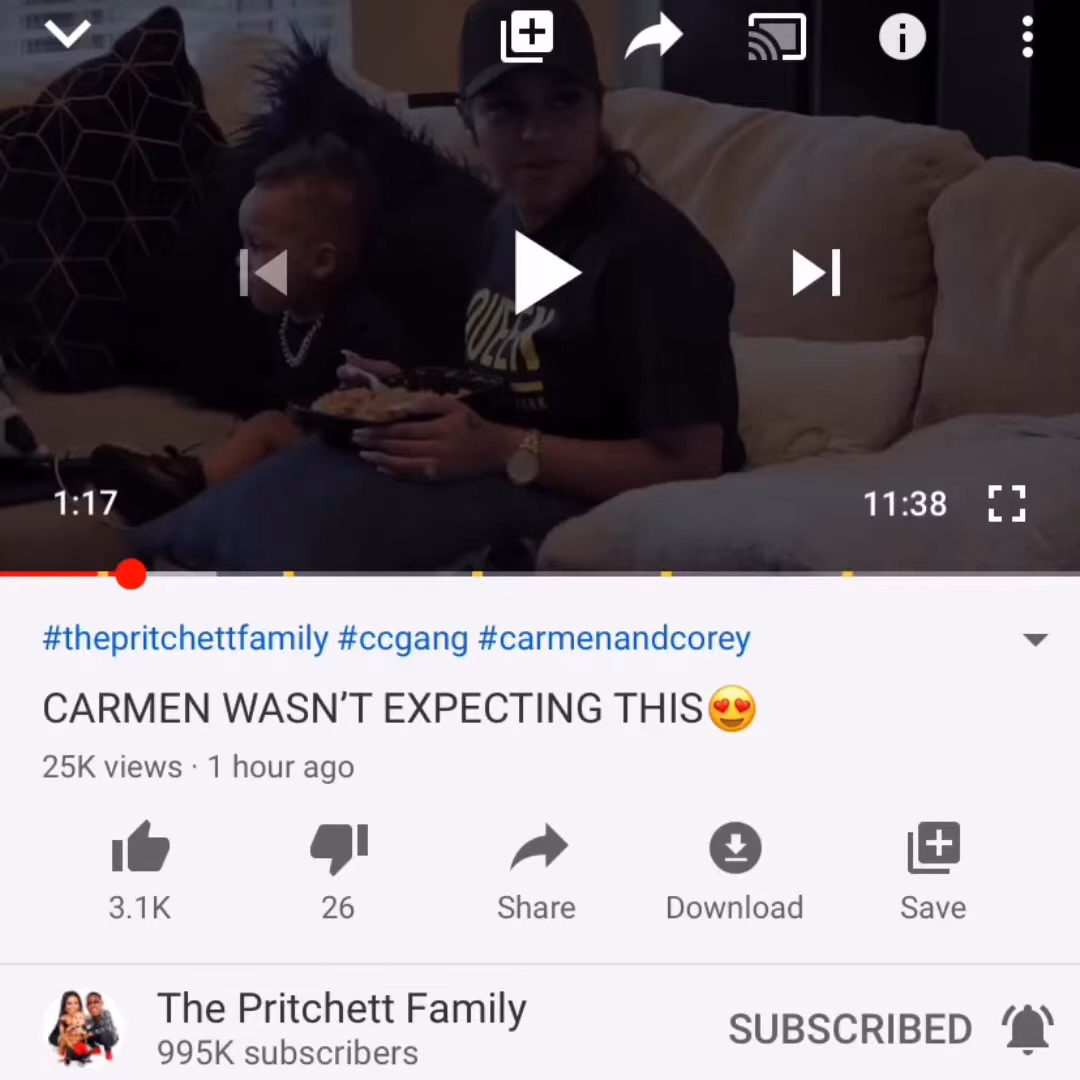 QUEEN
1:17
11:38
#thepritchettfamily #ccgang #carmenandcorey
CARMEN WASN’T EXPECTING THIS😍
25K views · 1 hour ago
3.1K
26
Share
Download
Save
The Pritchett Family
SUBSCRIBED
995K subscribers